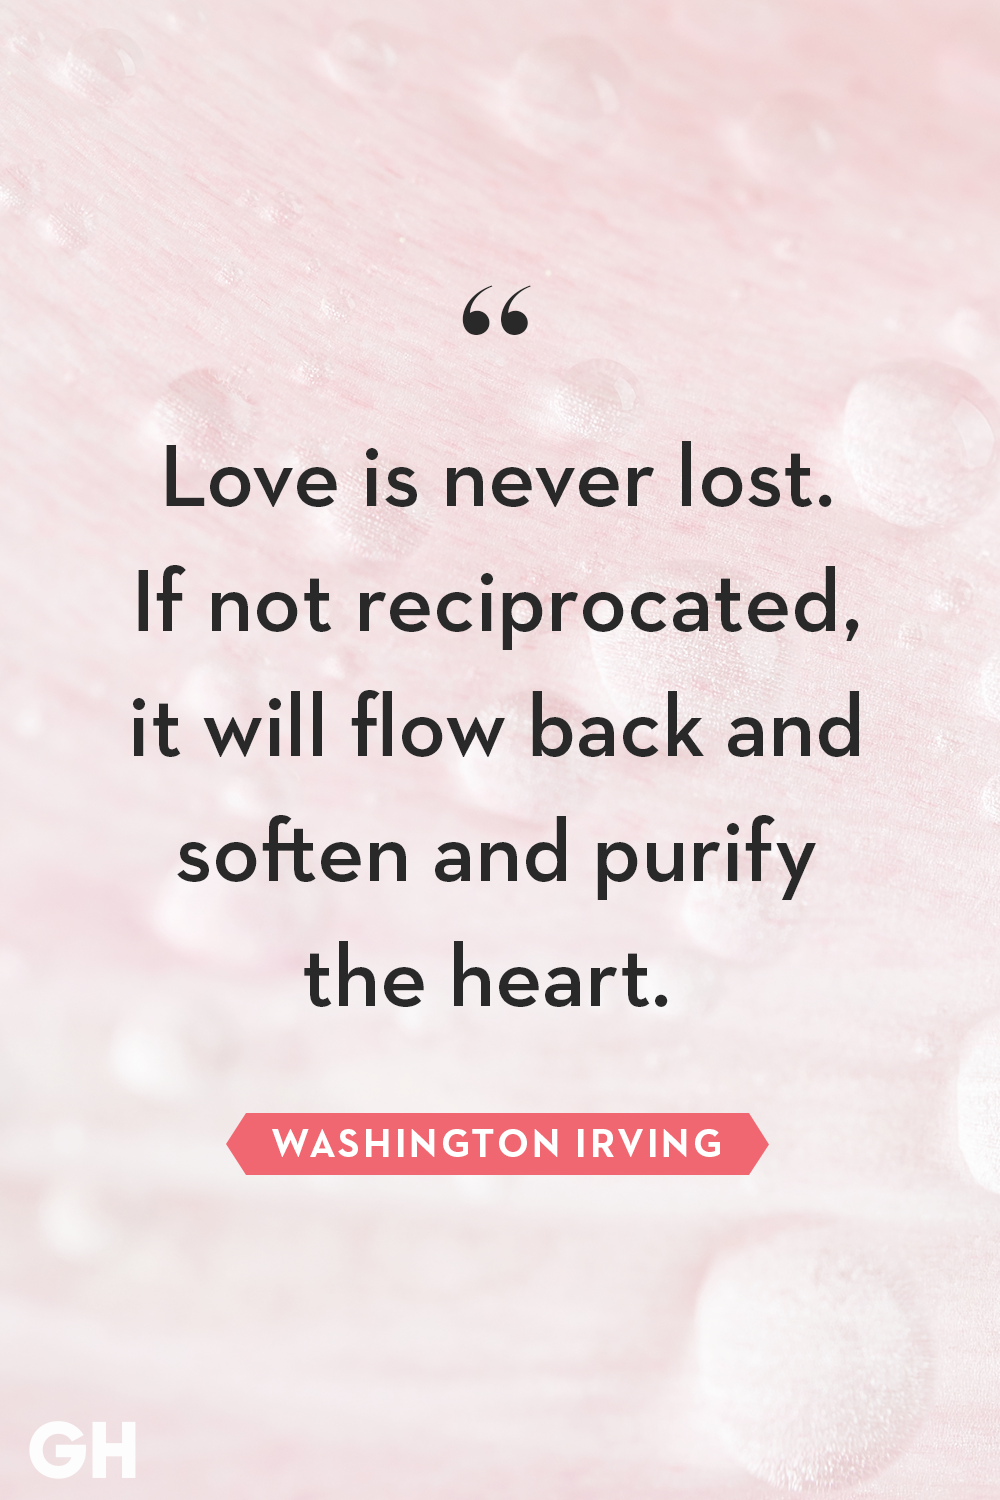 “
Love is never lost.
If not reciprocated,
it will flow back and
soften and purify
the heart.
WASHINGTON IRVING
GH